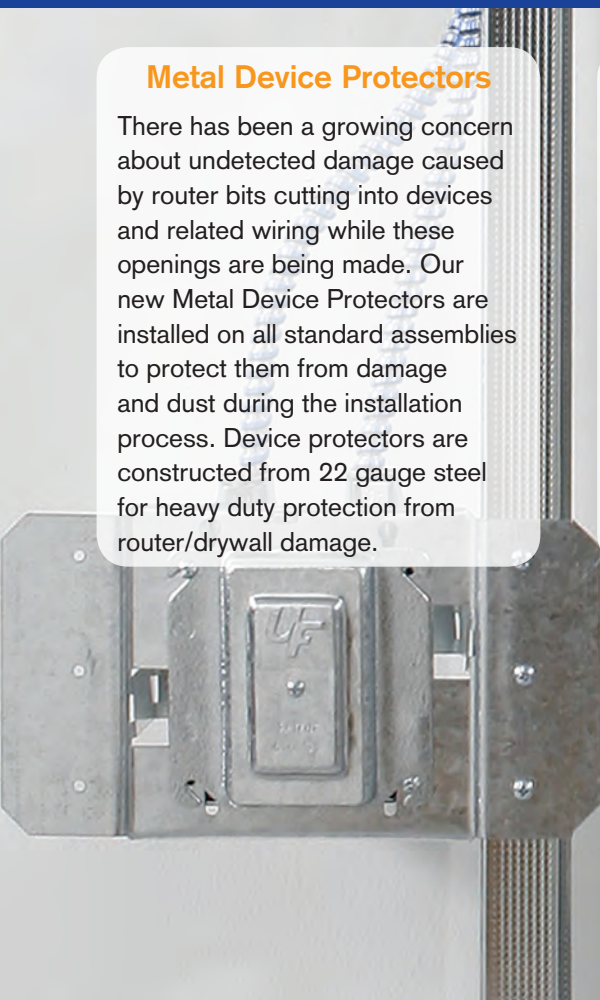 Metal Device Protectors
There has been a growing concern
about undetected damage caused
by router bits cutting into devices
and related wiring while these
openings are being made. Our
new Metal Device Protectors are
installed on all standard assemblies
to protect them from damage
and dust during the installation
process. Device protectors are
constructed from 22 gauge steel
for heavy duty protection from
router/drywall damage.